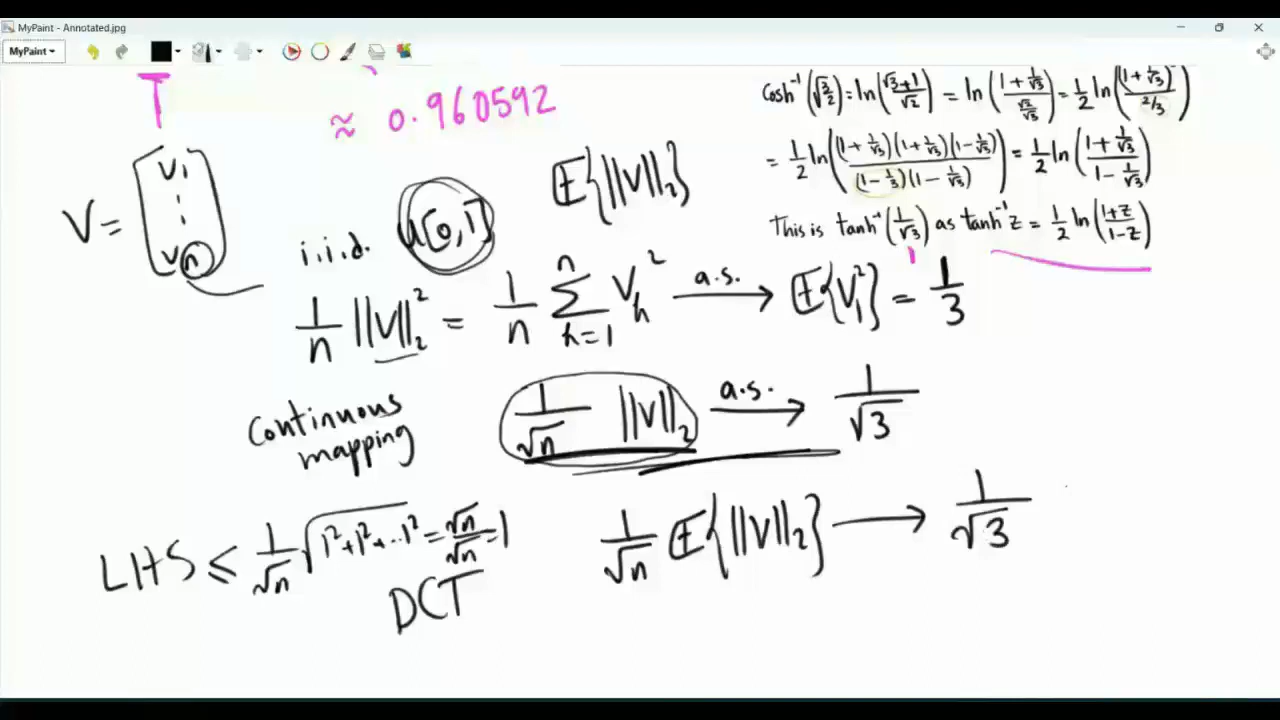 MyPaint - Annotated.jpg
MyPaint
≈ 0.960592
cosh⁻¹(√(3/2)) = ln((√3+1)/√2) = ln((1+1/√3)/(√2/√3)) = 1/2 ln((1+1/√3)²/(2/3))
= 1/2 ln((1+1/√3)(1+1/√3)(1-1/√3)/((1-1/3)(1-1/√3))) = 1/2 ln((1+1/√3)/(1-1/√3))
This is tanh⁻¹(1/√3) as tanh⁻¹ z = 1/2 ln((1+z)/(1-z))
V = [V₁ ⋮ Vn]
i.i.d. U[0,1]
E{||V||₂}
1/n ||V||₂² = 1/n Σ_{k=1}^{n} V_k² a.s. → E{V₁²} = 1/3
continuous mapping
1/√n ||V||₂ a.s. → 1/√3
LHS ≤ 1/√n √(1²+1²+...1²) = √n/√n = 1
DCT
1/√n E{||V||₂} → 1/√3